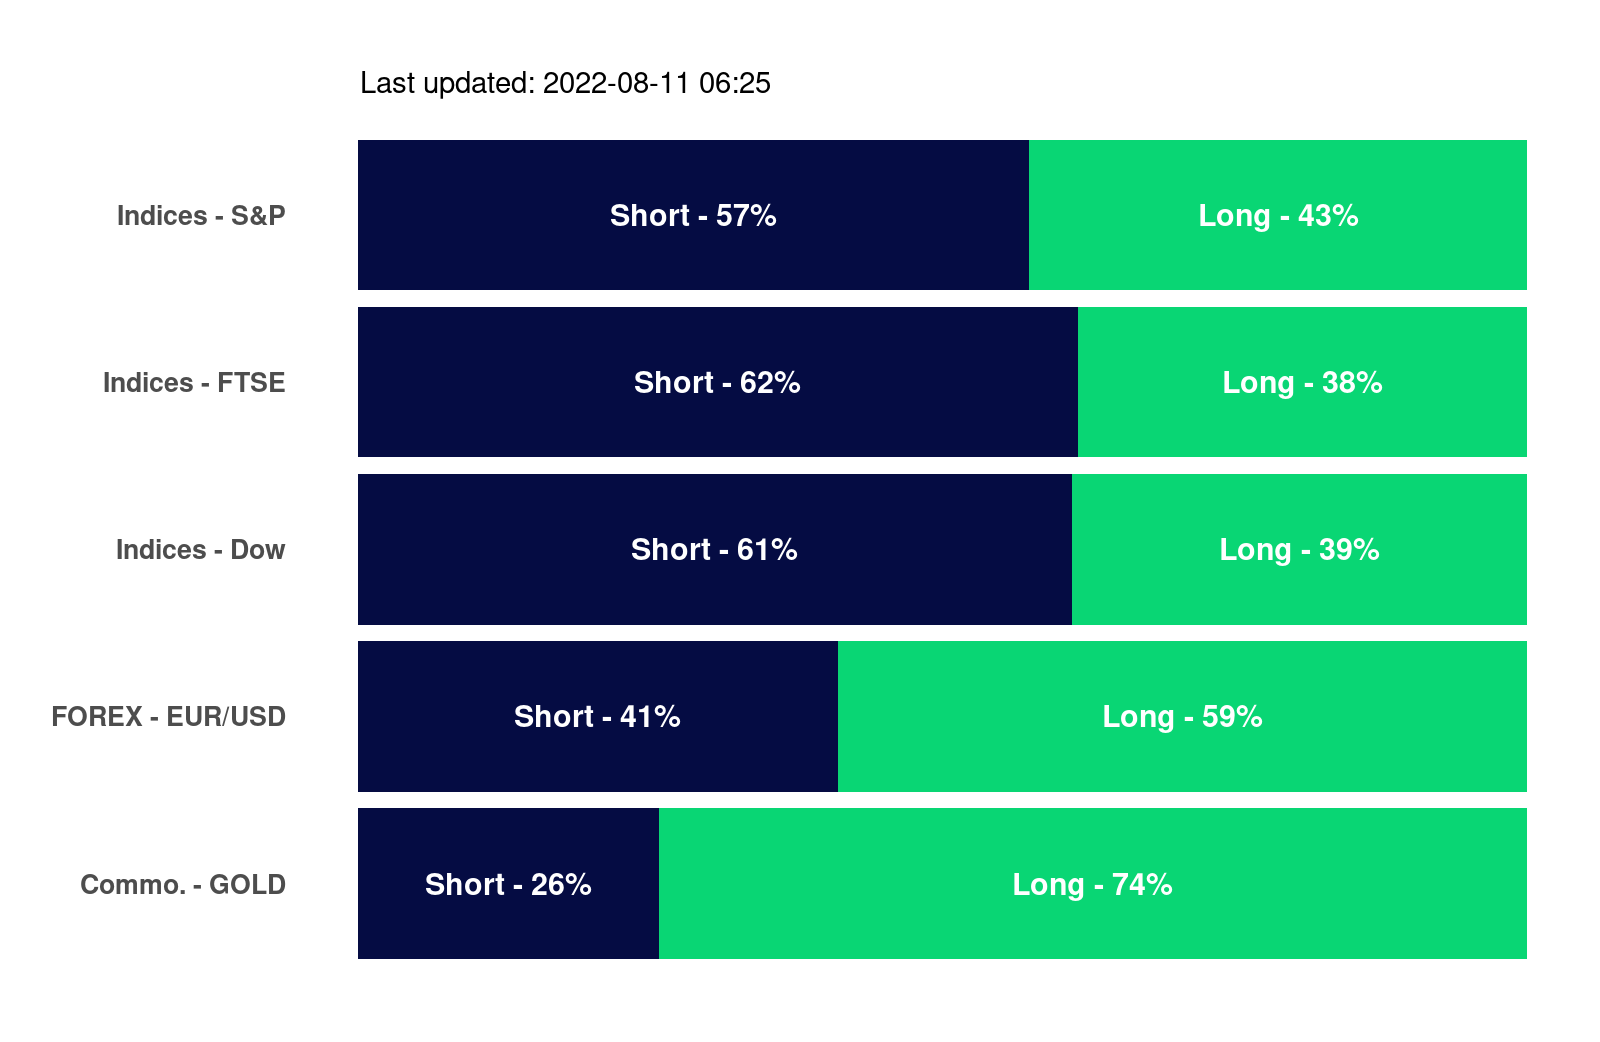 Last updated: 2022-08-11 06:25
Indices - S&P Short - 57% Long - 43%
Indices - FTSE Short - 62% Long - 38%
Indices - Dow Short - 61% Long - 39%
FOREX - EUR/USD Short - 41% Long - 59%
Commo. - GOLD Short - 26% Long - 74%